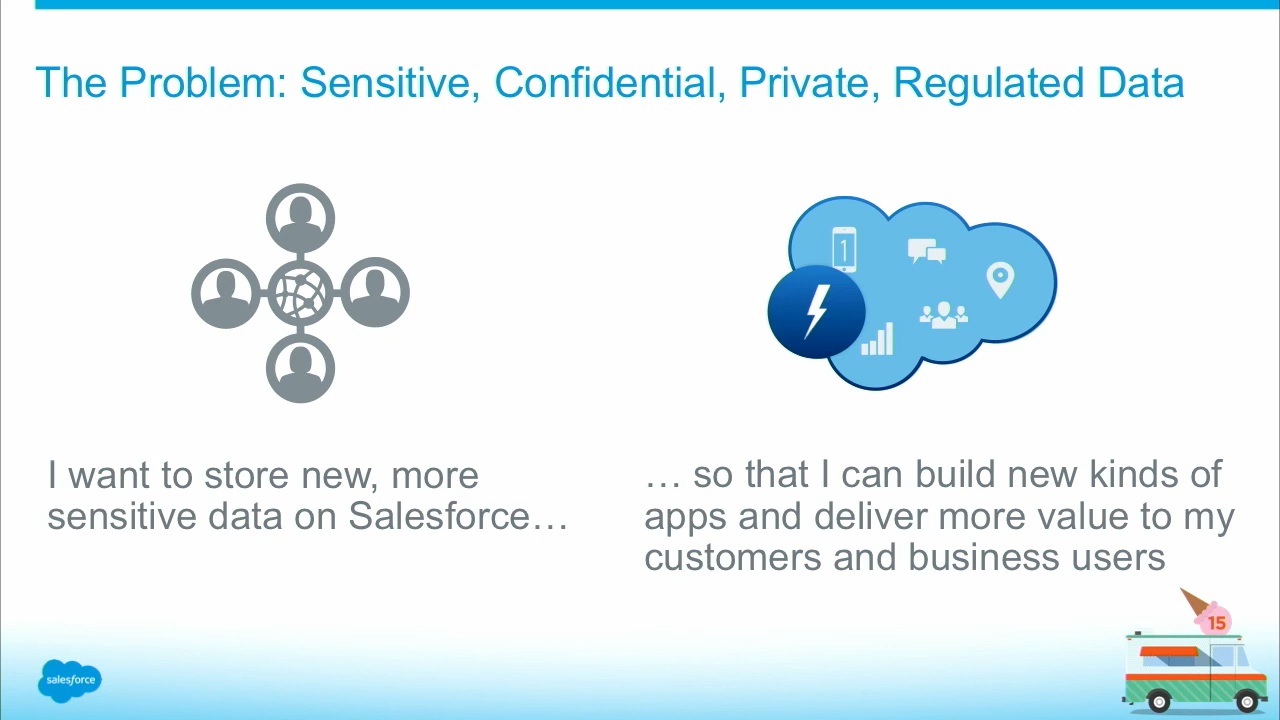 The Problem: Sensitive, Confidential, Private, Regulated Data
1
I want to store new, more
sensitive data on Salesforce…
… so that I can build new kinds of
apps and deliver more value to my
customers and business users
15
salesforce